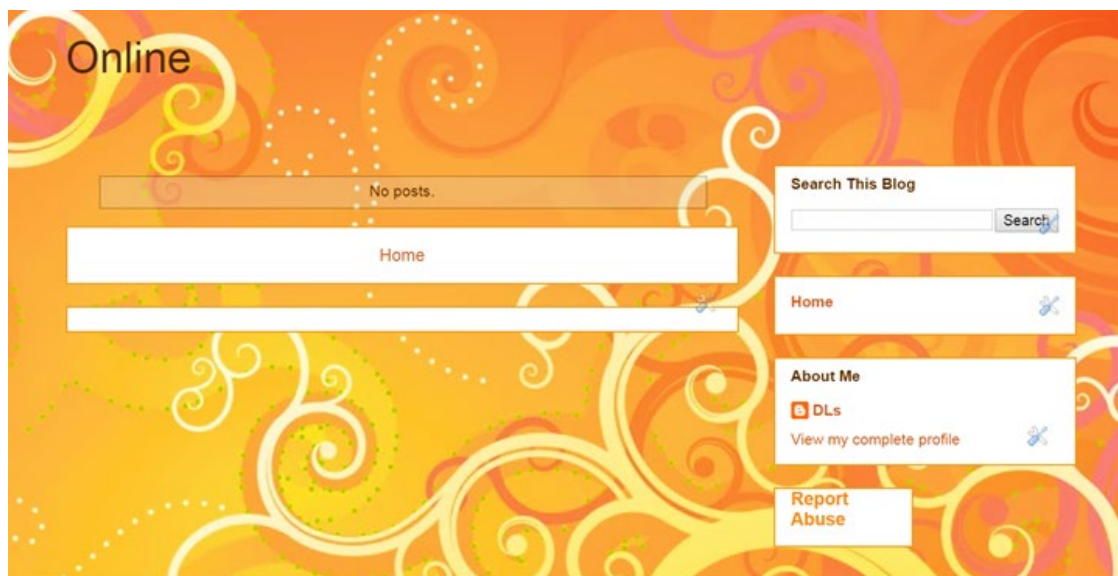 Online
No posts.
Home
Search This Blog
Search
Home
About Me
DLs
View my complete profile
Report
Abuse